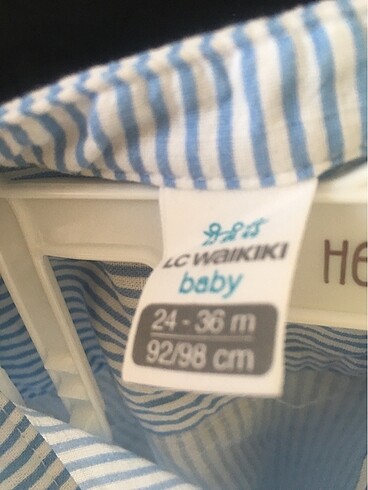 LC WAIKIKI
baby
24 - 36 m
92/98 cm